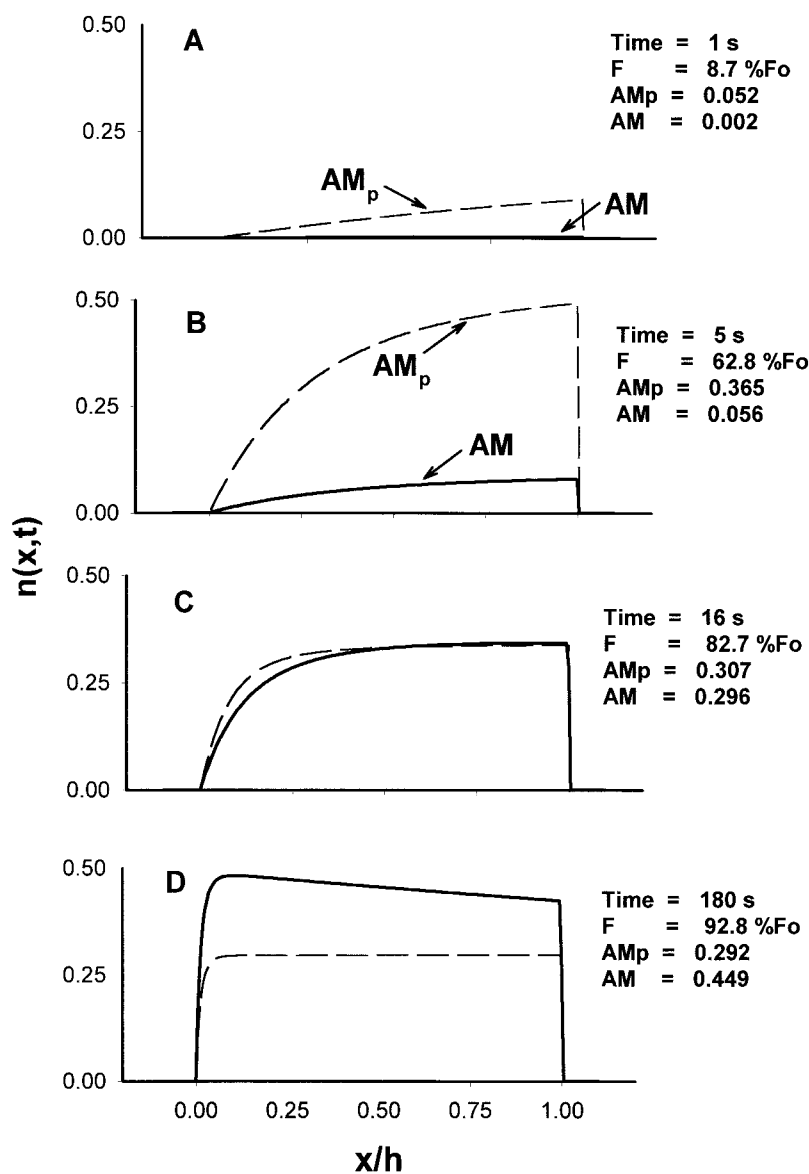 0.50
A
Time = 1 s
F = 8.7 %Fo
AMp = 0.052
AM = 0.002
0.25
AMp
AM
0.00
0.50
B
Time = 5 s
F = 62.8 %Fo
AMp = 0.365
AM = 0.056
AMp
0.25
AM
0.00
n(x,t)
0.50
C
Time = 16 s
F = 82.7 %Fo
AMp = 0.307
AM = 0.296
0.25
0.00
0.50
D
Time = 180 s
F = 92.8 %Fo
AMp = 0.292
AM = 0.449
0.25
0.00
0.00 0.25 0.50 0.75 1.00
x/h